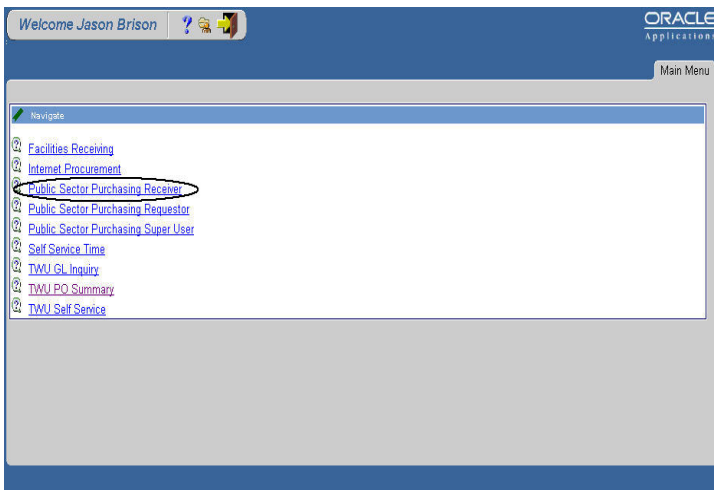 Welcome Jason Brison
ORACLE
Applications
Main Menu
Navigate
Facilities Receiving
Internet Procurement
Public Sector Purchasing Receiver
Public Sector Purchasing Requestor
Public Sector Purchasing Super User
Self Service Time
TWU GL Inquiry
TWU PO Summary
TWU Self Service